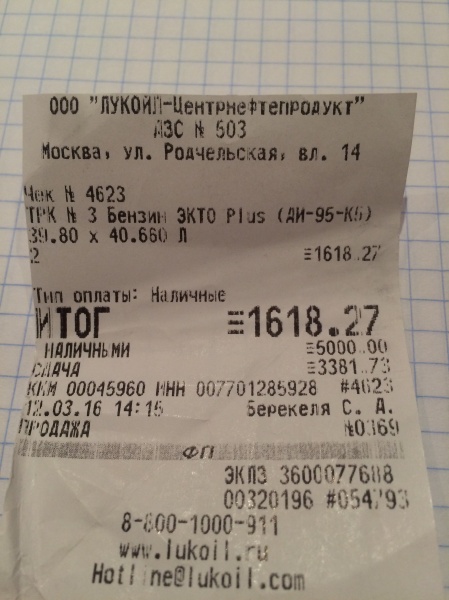 ООО "ЛУКОЙЛ-Центрнефтепродукт"
АЗС № 503
Москва, ул. Родчельская, вл. 14
Чек № 4623
ТРК № 3 Бензин ЭКТО Plus (АИ-95-К5)
39.80 х 40.660 Л
2 ≡1618.27
Тип оплаты: Наличные
ИТОГ ≡1618.27
НАЛИЧНЫМИ ≡5000.00
СДАЧА ≡3381.73
ККМ 00045960 ИНН 007701285928 #4623
12.03.16 14:15 Берекеля С. А.
ПРОДАЖА №0369
ФП
ЭКЛЗ 3600077688
00320196 #054793
8-800-1000-911
www.lukoil.ru
Hotline@lukoil.com